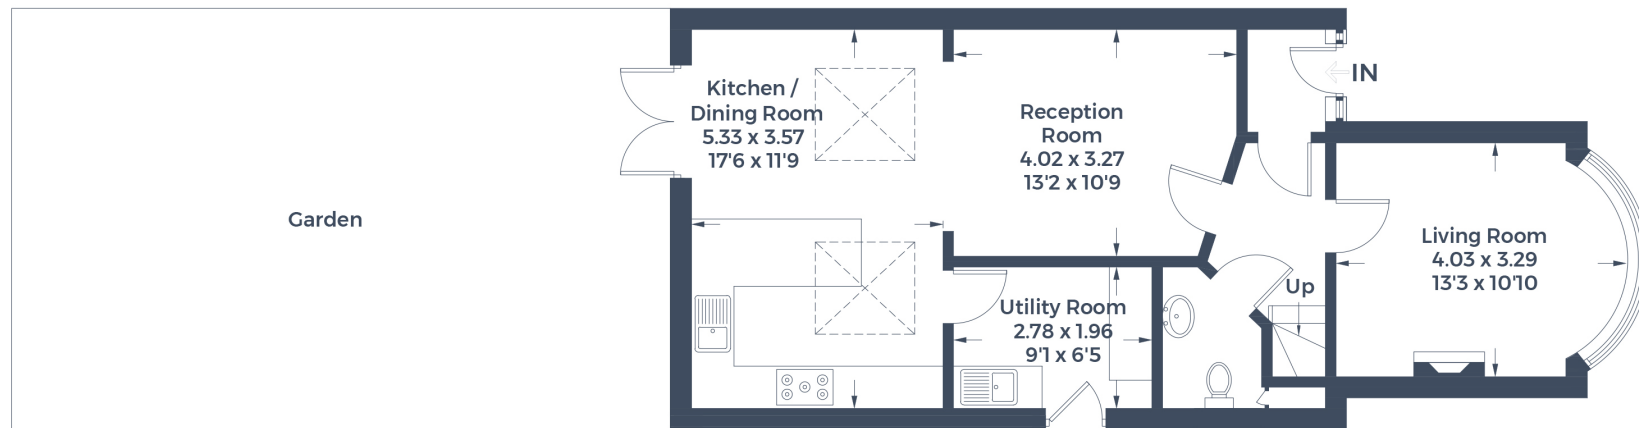 Garden
Kitchen /
Dining Room
5.33 x 3.57
17'6 x 11'9
Reception
Room
4.02 x 3.27
13'2 x 10'9
IN
Utility Room
2.78 x 1.96
9'1 x 6'5
Up
Living Room
4.03 x 3.29
13'3 x 10'10